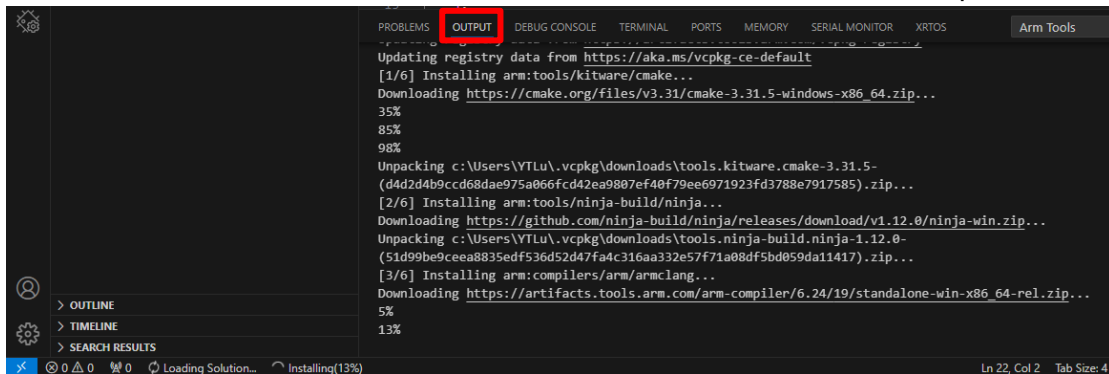 PROBLEMS OUTPUT DEBUG CONSOLE TERMINAL PORTS MEMORY SERIAL MONITOR XRTOS Arm Tools
Updating registry data from https://aka.ms/vcpkg-ce-default
[1/6] Installing arm:tools/kitware/cmake...
Downloading https://cmake.org/files/v3.31/cmake-3.31.5-windows-x86_64.zip...
35%
85%
98%
Unpacking c:\Users\YTLu\.vcpkg\downloads\tools.kitware.cmake-3.31.5-
(d4d2d4b9ccd68dae975a066fcd42ea9807ef40f79ee6971923fd3788e7917585).zip...
[2/6] Installing arm:tools/ninja-build/ninja...
Downloading https://github.com/ninja-build/ninja/releases/download/v1.12.0/ninja-win.zip...
Unpacking c:\Users\YTLu\.vcpkg\downloads\tools.ninja-build.ninja-1.12.0-
(51d99be9ceea8835edf536d52d47fa4c316aa332e57f71a08df5bd059da11417).zip...
[3/6] Installing arm:compilers/arm/armclang...
Downloading https://artifacts.tools.arm.com/arm-compiler/6.24/19/standalone-win-x86_64-rel.zip...
5%
13%
> OUTLINE
> TIMELINE
> SEARCH RESULTS
0 0 0 Loading Solution... Installing(13%) Ln 22, Col 2 Tab Size: 4